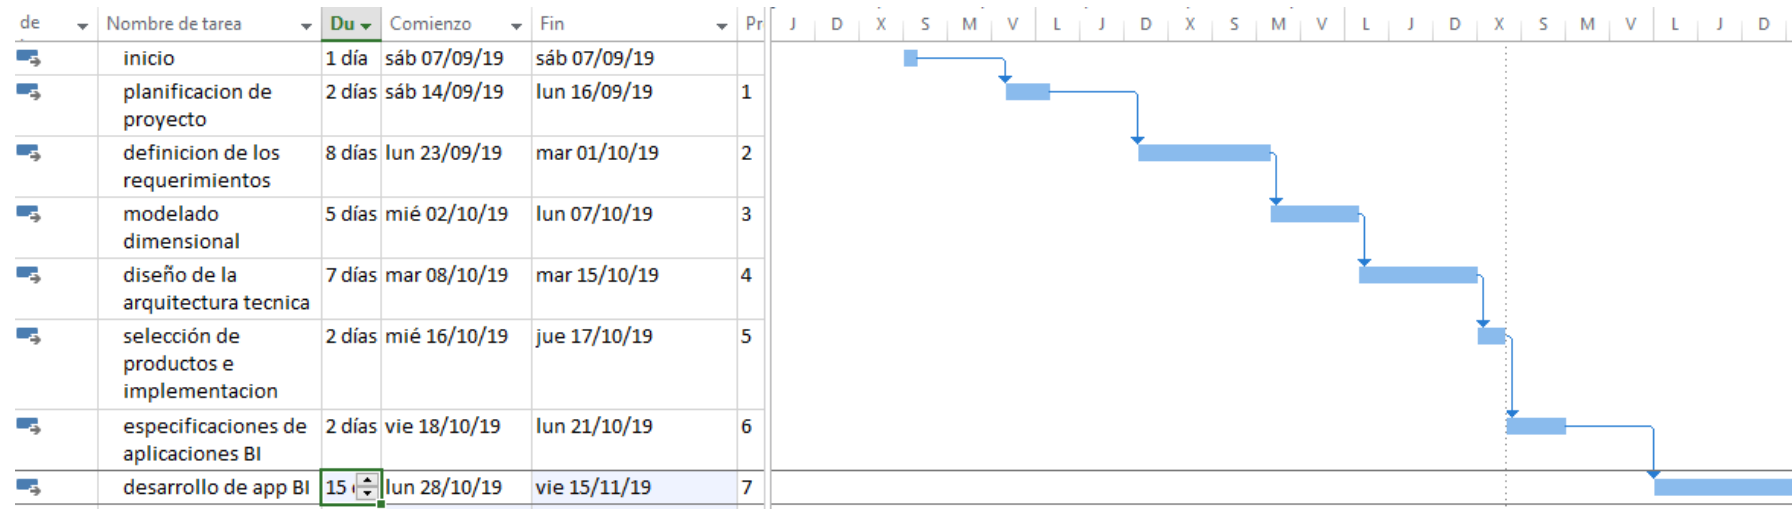 de Nombre de tarea Du Comienzo Fin Pr J D X S M V L J D X S M V L J D X S M V L J D
inicio 1 día sáb 07/09/19 sáb 07/09/19
planificacion de 2 días sáb 14/09/19 lun 16/09/19 1
proyecto
definicion de los 8 días lun 23/09/19 mar 01/10/19 2
requerimientos
modelado 5 días mié 02/10/19 lun 07/10/19 3
dimensional
diseño de la 7 días mar 08/10/19 mar 15/10/19 4
arquitectura tecnica
selección de 2 días mié 16/10/19 jue 17/10/19 5
productos e
implementacion
especificaciones de 2 días vie 18/10/19 lun 21/10/19 6
aplicaciones BI
desarrollo de app BI 15 lun 28/10/19 vie 15/11/19 7